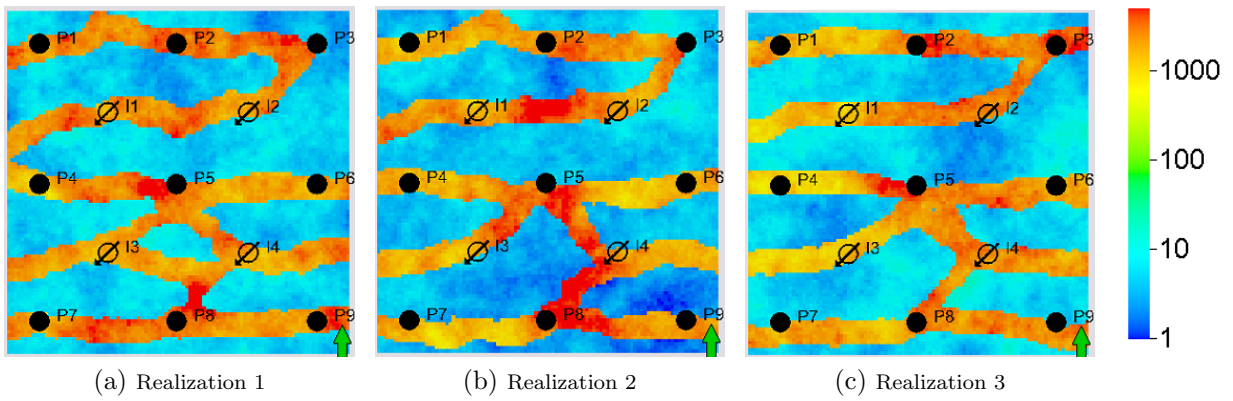 P1 P2 P3
I1 I2
P4 P5 P6
I3 I4
P7 P8 P9
P1 P2 P3
I1 I2
P4 P5 P6
I3 I4
P7 P8 P9
P1 P2 P3
I1 I2
P4 P5 P6
I3 I4
P7 P8 P9
1000
100
10
1
(a) Realization 1
(b) Realization 2
(c) Realization 3